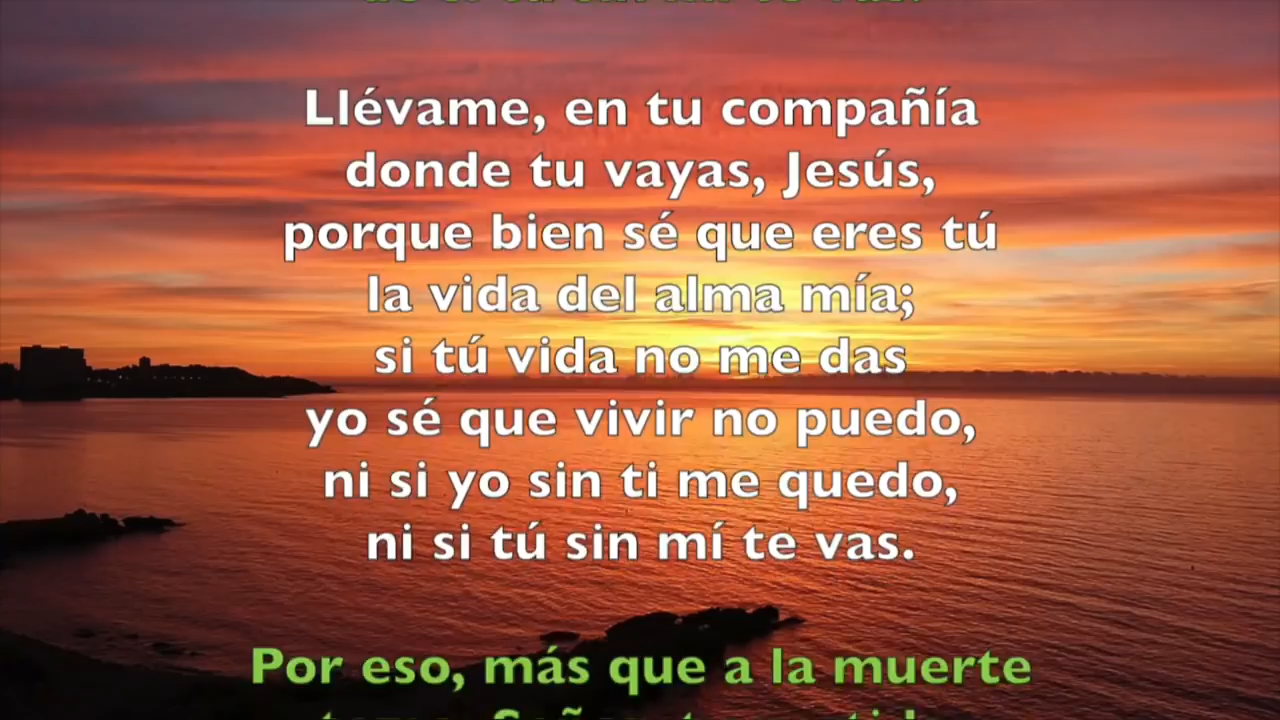 Llévame, en tu compañía
donde tu vayas, Jesús,
porque bien sé que eres tú
la vida del alma mía;
si tú vida no me das
yo sé que vivir no puedo,
ni si yo sin ti me quedo,
ni si tú sin mí te vas.
Por eso, más que a la muerte